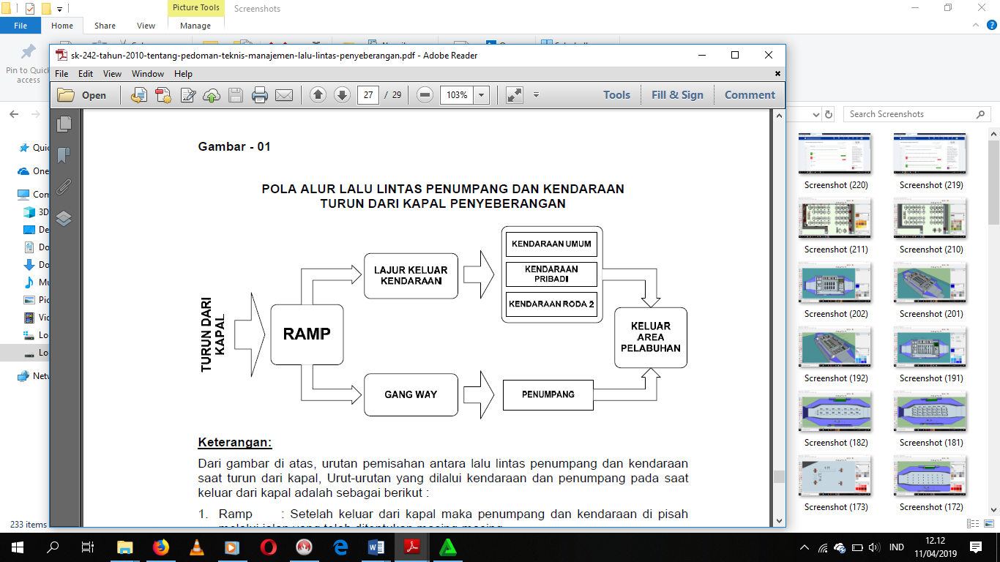 Picture Tools
Screenshots
File
Home
Share
View
Manage
Pin to Quick
access
sk-242-tahun-2010-tentang-pedoman-teknis-manajemen-lalu-lintas-penyeberangan.pdf - Adobe Reader
File Edit View Window Help
Open
27 / 29
103%
Tools
Fill & Sign
Comment
Search Screenshots
Quic
One
Com
3D
De
Do
Do
Mu
Pic
Vic
Lo
Lo
Netw
233 items
Gambar - 01
POLA ALUR LALU LINTAS PENUMPANG DAN KENDARAAN
TURUN DARI KAPAL PENYEBERANGAN
TURUN DARI
KAPAL
RAMP
LAJUR KELUAR
KENDARAAN
KENDARAAN UMUM
KENDARAAN
PRIBADI
KENDARAAN RODA 2
KELUAR
AREA
PELABUHAN
GANG WAY
PENUMPANG
Keterangan:
Dari gambar di atas, urutan pemisahan antara lalu lintas penumpang dan kendaraan
saat turun dari kapal, Urut-urutan yang dilalui kendaraan dan penumpang pada saat
keluar dari kapal adalah sebagai berikut :
1. Ramp : Setelah keluar dari kapal maka penumpang dan kendaraan di pisah
Screenshot (220)
Screenshot (219)
Screenshot (211)
Screenshot (210)
Screenshot (202)
Screenshot (201)
Screenshot (192)
Screenshot (191)
Screenshot (182)
Screenshot (181)
Screenshot (173)
Screenshot (172)
IND
12.12
11/04/2019